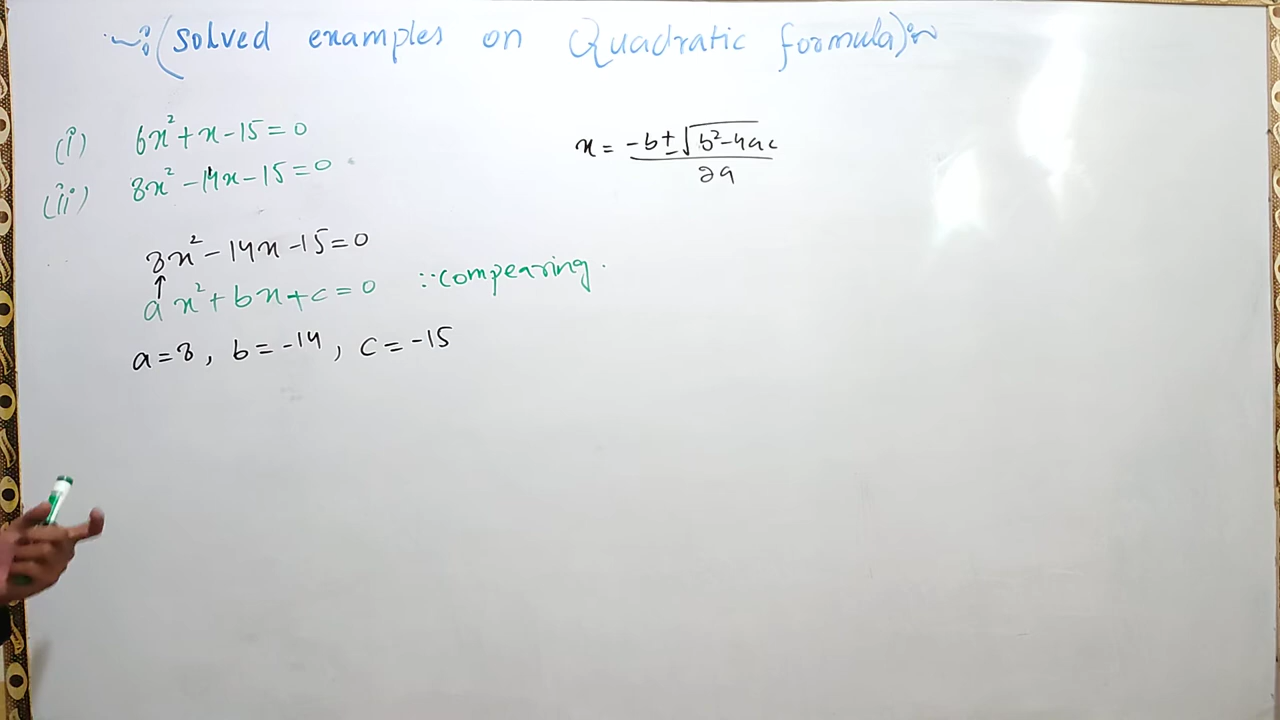 ~:(solved examples on Quadratic formula):~
(i) 6x²+x-15=0
x = -b±√b²-4ac / 2a
(ii) 8x²-14x-15=0
8x²-14x-15=0
ax²+bx+c=0 ∵compearing.
a=8, b=-14, c=-15